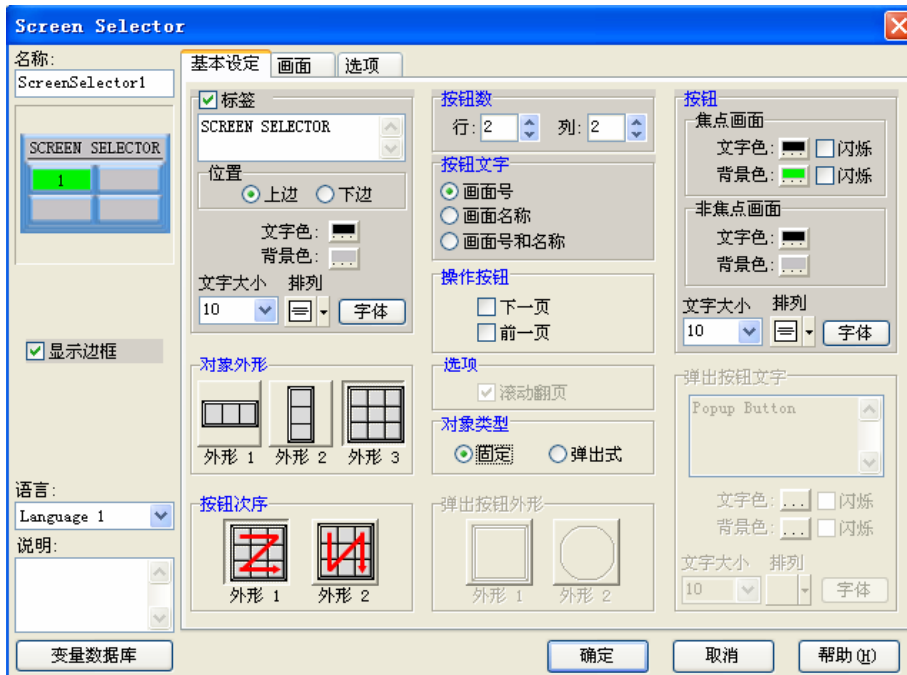 Screen Selector
名称:
ScreenSelector1
SCREEN SELECTOR
1
显示边框
语言:
Language 1
说明:
变量数据库
基本设定 画面 选项
标签
SCREEN SELECTOR
位置
上边 下边
文字色: ...
背景色: ...
文字大小 排列
10 字体
对象外形
外形 1 外形 2 外形 3
按钮次序
外形 1 外形 2
按钮数
行: 2 列: 2
按钮文字
画面号
画面名称
画面号和名称
操作按钮
下一页
前一页
选项
滚动翻页
对象类型
固定 弹出式
弹出按钮外形
外形 1 外形 2
按钮
焦点画面
文字色: ... 闪烁
背景色: ... 闪烁
非焦点画面
文字色: ...
背景色: ...
文字大小 排列
10 字体
弹出按钮文字
Popup Button
文字色: ... 闪烁
背景色: ... 闪烁
文字大小 排列
10 字体
确定 取消 帮助(H)